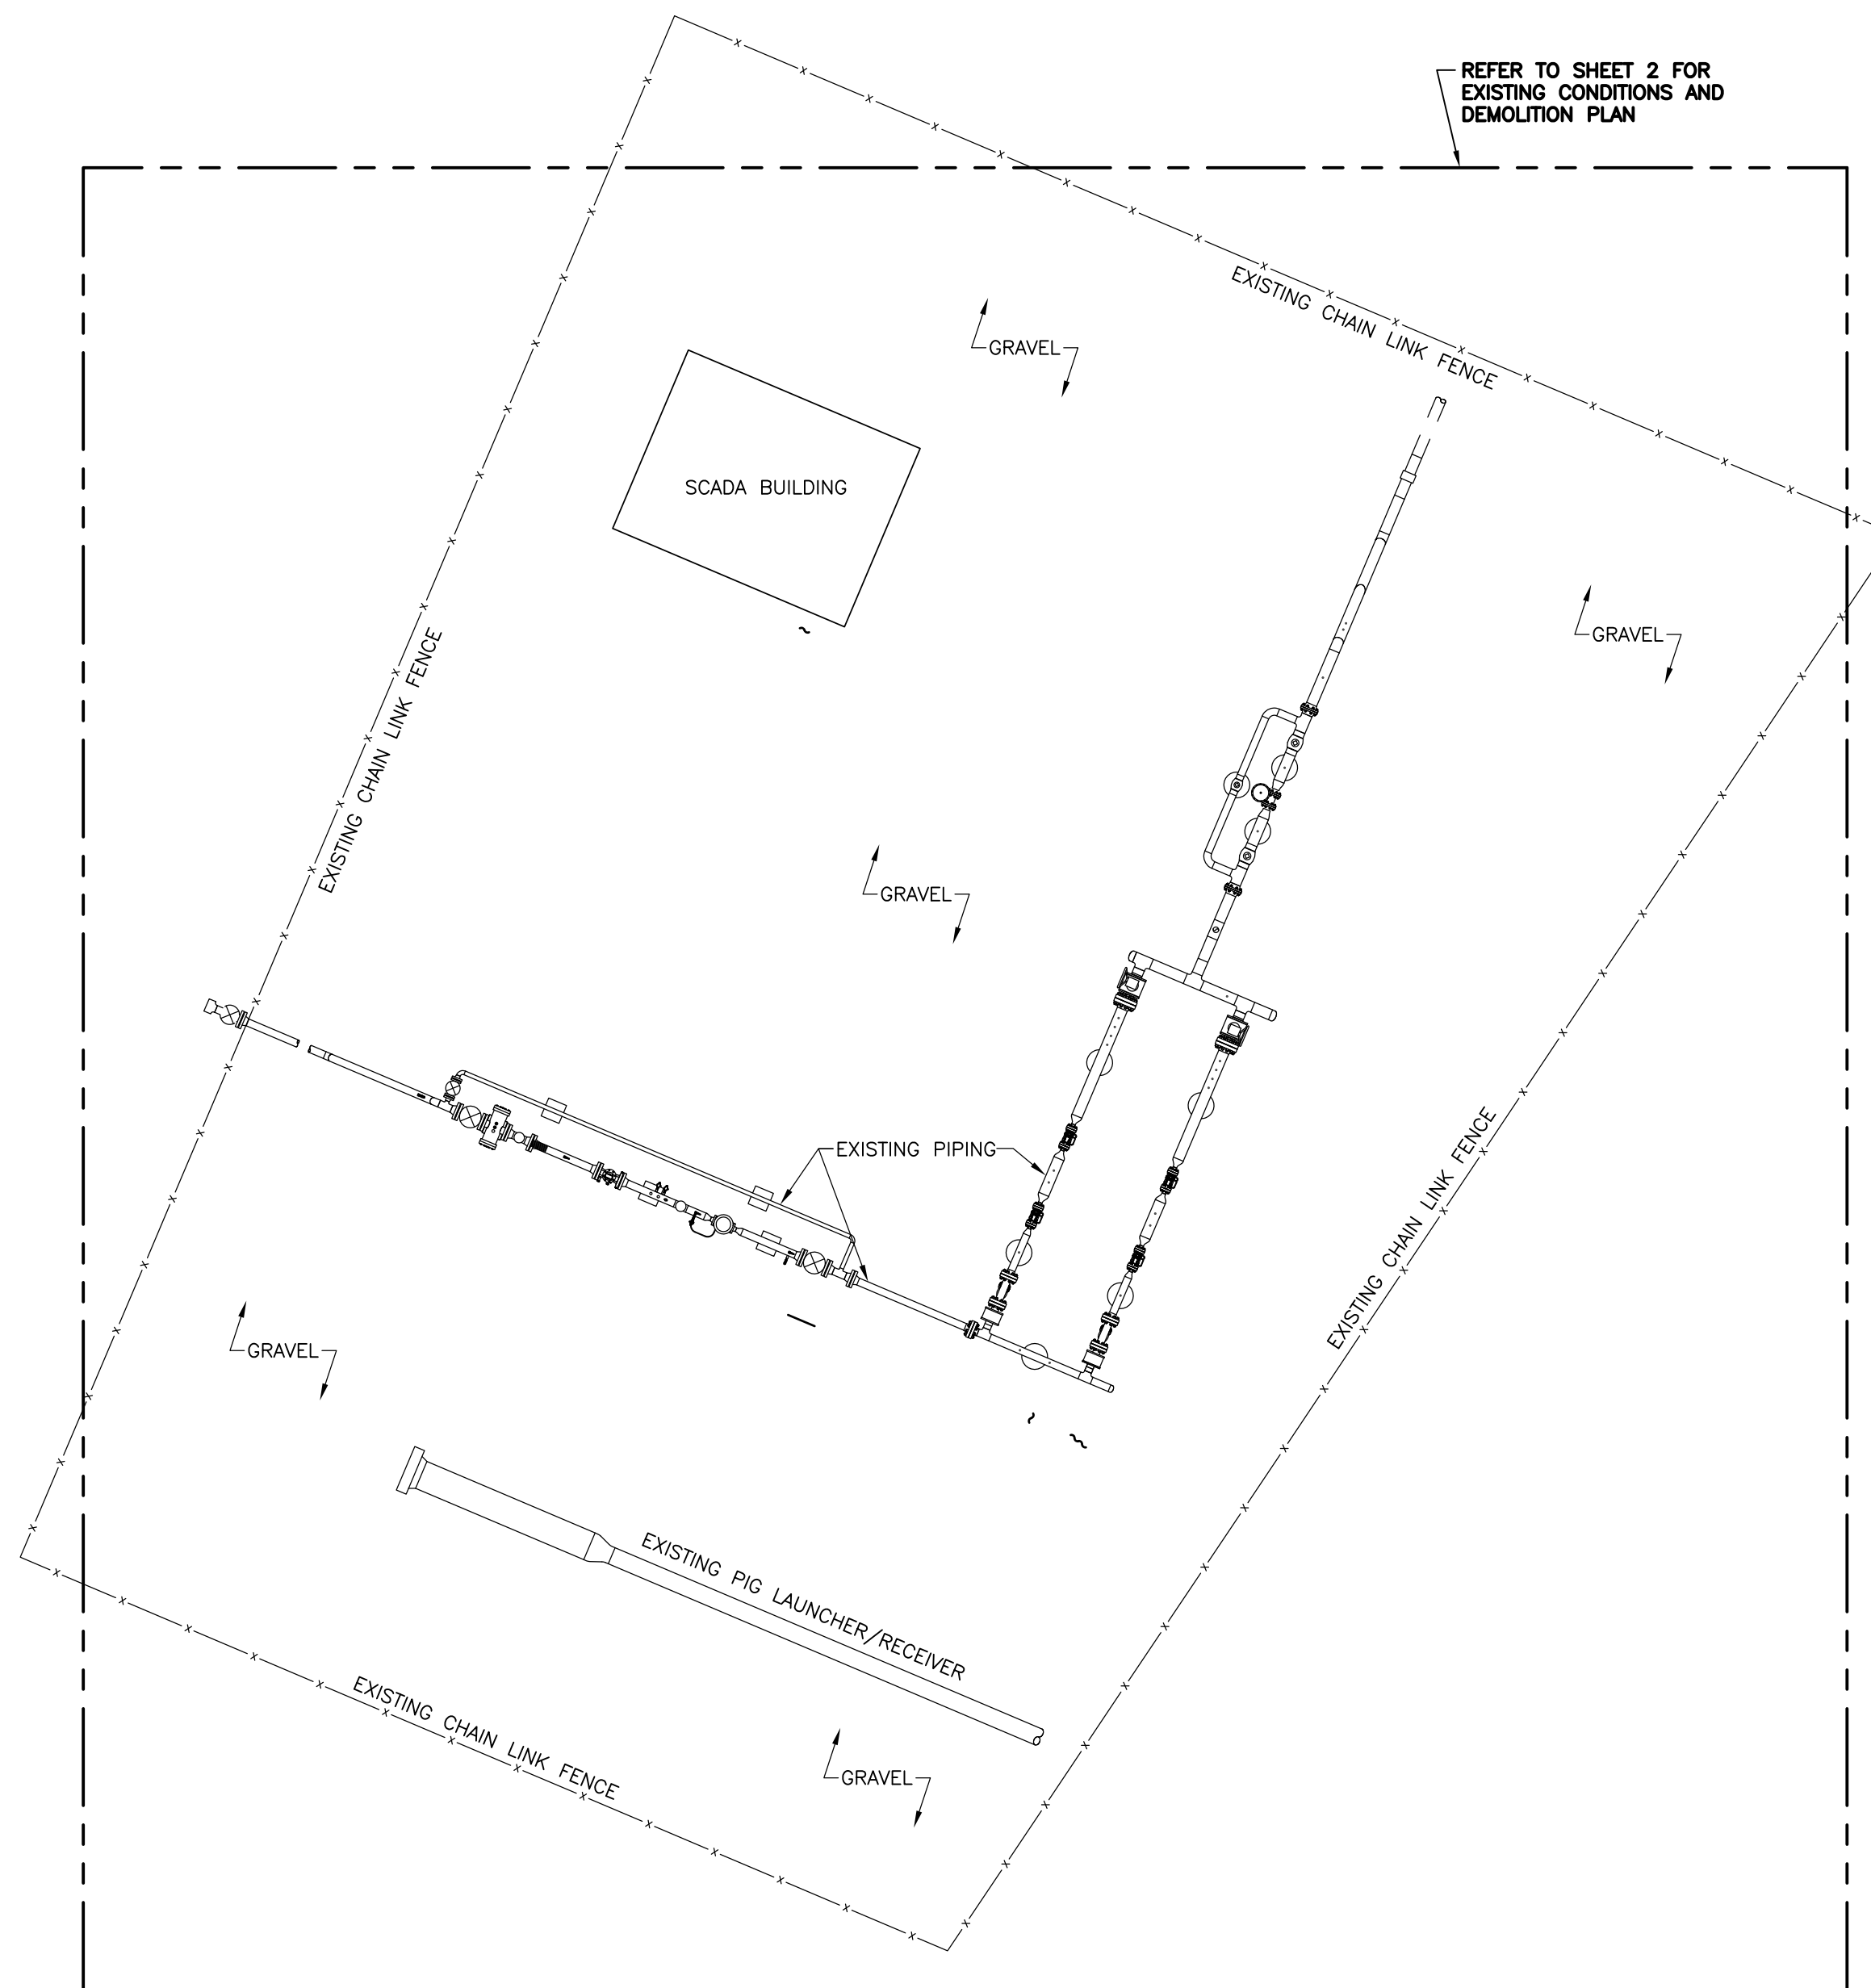 REFER TO SHEET 2 FOR
EXISTING CONDITIONS AND
DEMOLITION PLAN
EXISTING CHAIN LINK FENCE
GRAVEL
SCADA BUILDING
GRAVEL
EXISTING CHAIN LINK FENCE
GRAVEL
EXISTING PIPING
EXISTING CHAIN LINK FENCE
GRAVEL
EXISTING PIG LAUNCHER/RECEIVER
EXISTING CHAIN LINK FENCE
GRAVEL